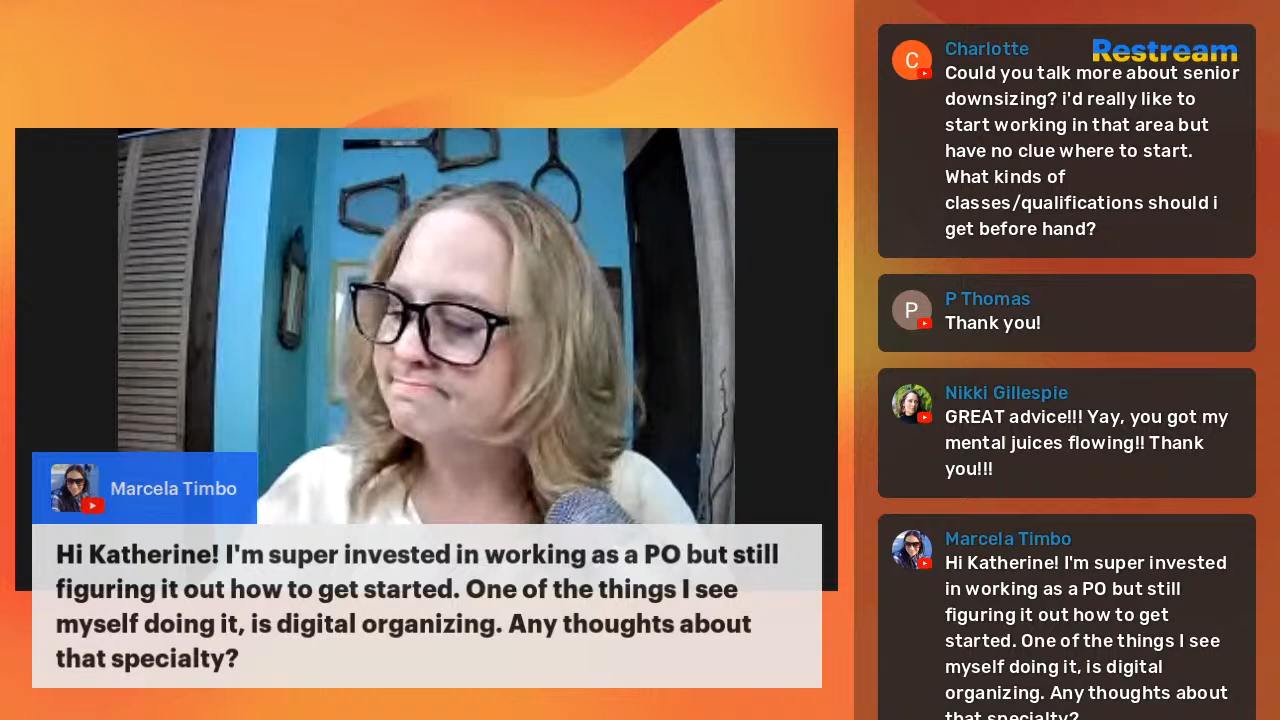 Marcela Timbo
Hi Katherine! I'm super invested in working as a PO but still
figuring it out how to get started. One of the things I see
myself doing it, is digital organizing. Any thoughts about
that specialty?
Restream
C
Charlotte
Could you talk more about senior
downsizing? i'd really like to
start working in that area but
have no clue where to start.
What kinds of
classes/qualifications should i
get before hand?
P
P Thomas
Thank you!
Nikki Gillespie
GREAT advice!!! Yay, you got my
mental juices flowing!! Thank
you!!!
Marcela Timbo
Hi Katherine! I'm super invested
in working as a PO but still
figuring it out how to get
started. One of the things I see
myself doing it, is digital
organizing. Any thoughts about
that specialty?